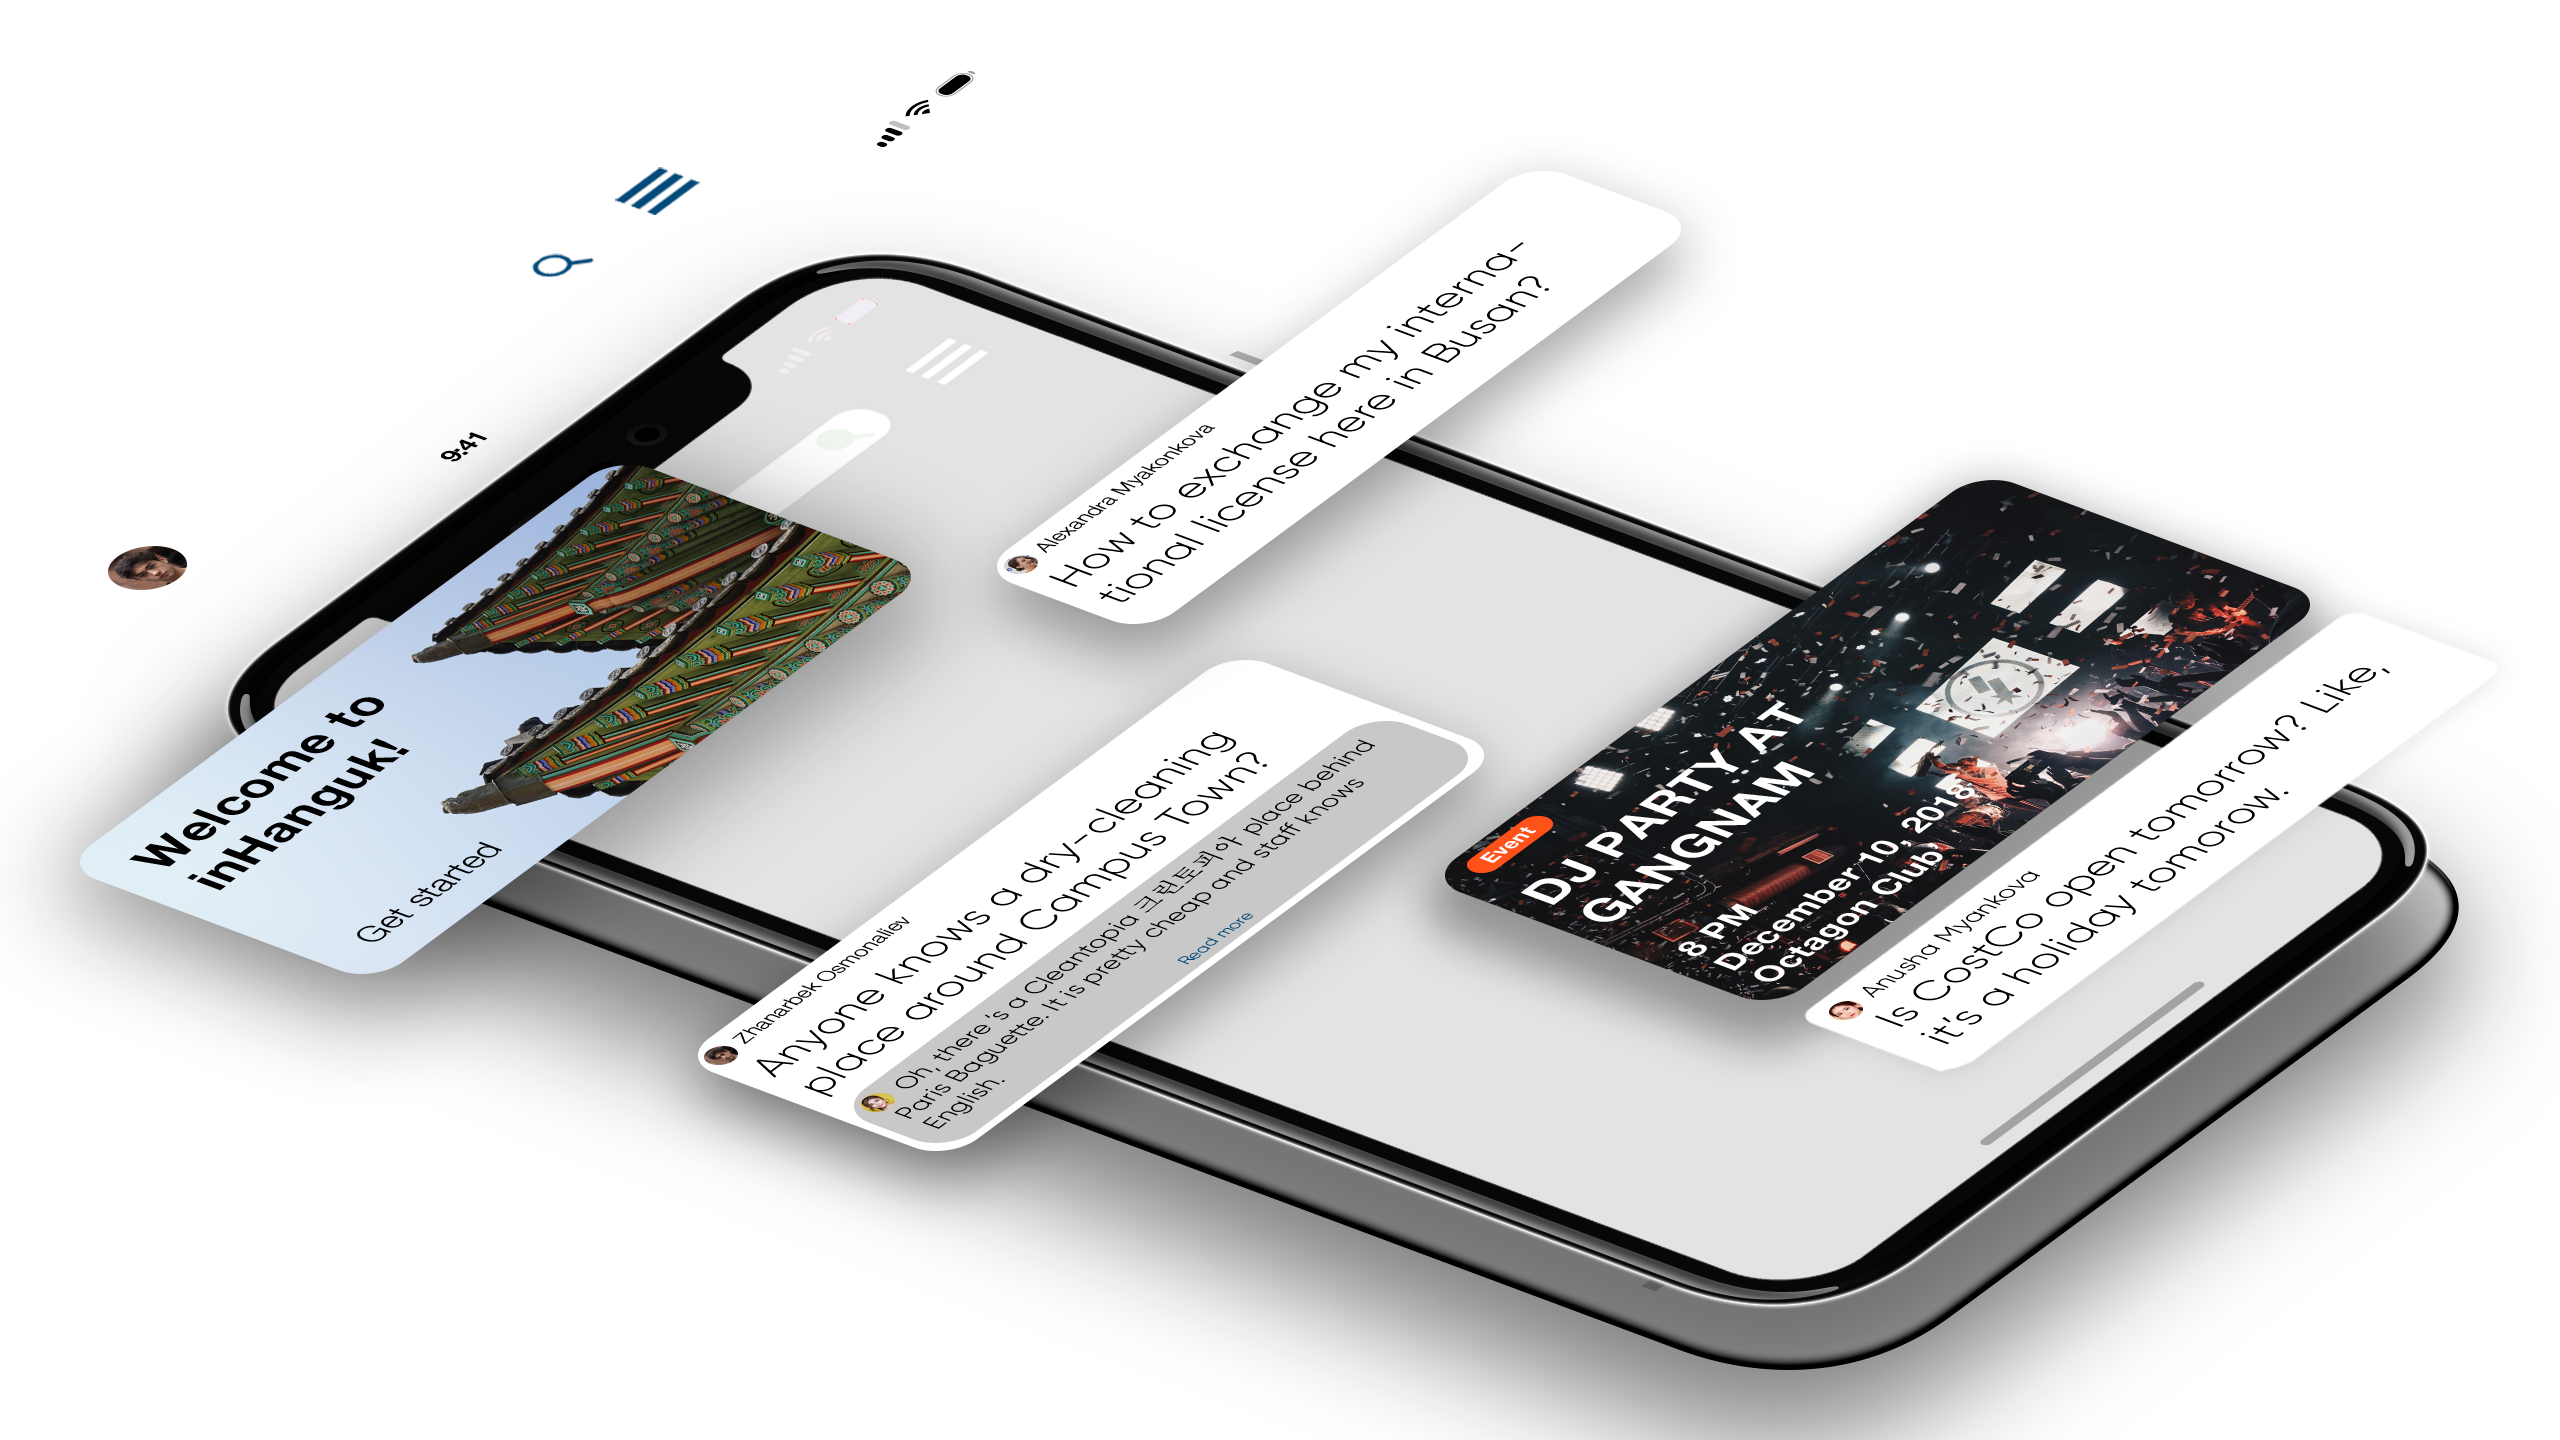 9:41
Welcome to
inHanguk!
Get started
Alexandra Myakonkova
How to exchange my interna-
tional license here in Busan?
Zhanarbek Osmonaliev
Anyone knows a dry-cleaning
place around Campus Town?
Oh, there 's a Cleantopia 크린토피아 place behind
Paris Baguette. It is pretty cheap and staff knows
English.
Read more
Event
DJ PARTY AT
GANGNAM
8 PM
December 10, 2018
Octagon Club
Anusha Myankova
Is CostCo open tomorrow? Like,
it's a holiday tomorow.